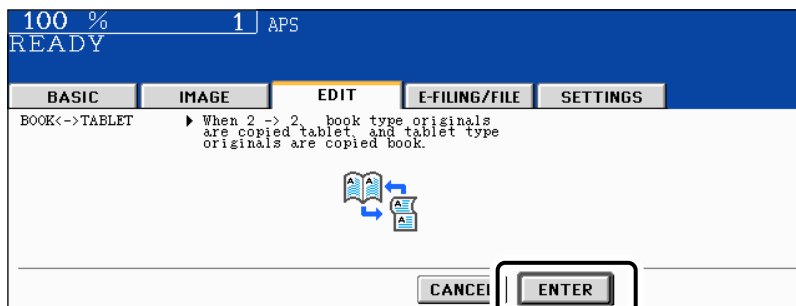 100 % 1 APS
READY
BASIC IMAGE EDIT E-FILING/FILE SETTINGS
BOOK<->TABLET ▶ When 2 -> 2, book type originals
are copied tablet, and tablet type
originals are copied book.
A A
A
A
CANCEL ENTER